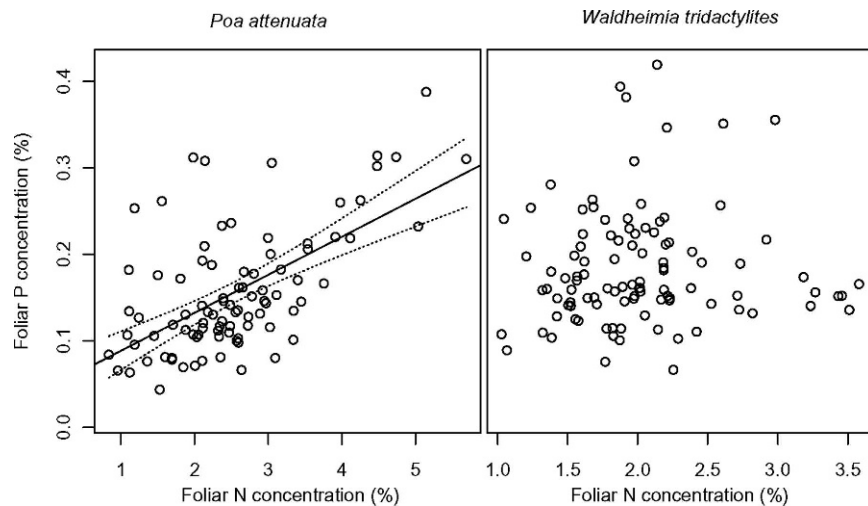 Poa attenuata
Waldheimia tridactylites
Foliar P concentration (%)
0.4
0.3
0.2
0.1
0.0
1 2 3 4 5
1.0 1.5 2.0 2.5 3.0 3.5
Foliar N concentration (%)
Foliar N concentration (%)